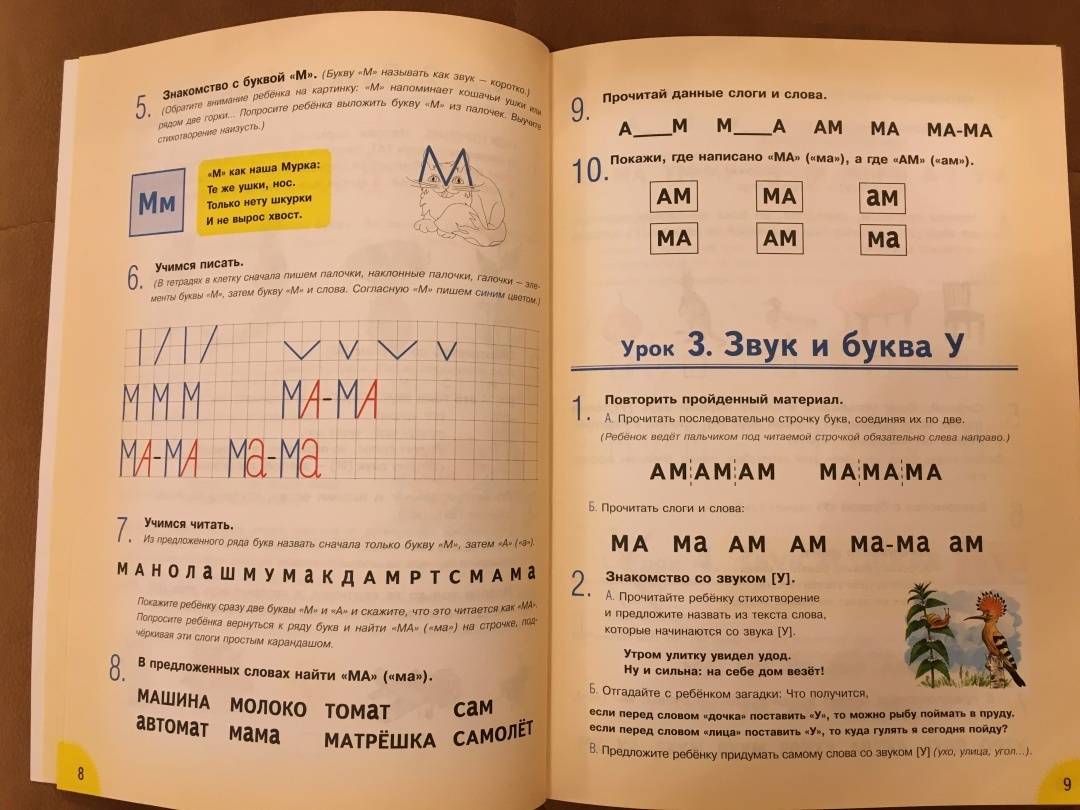 5. Знакомство с буквой «М». (Букву «М» называть как звук — коротко.)
(Обратите внимание ребёнка на картинку: «М» напоминает кошачьи ушки или
рядом две горки... Попросите ребёнка выложить букву «М» из палочек. Выучите
стихотворение наизусть.)
Мм
«М» как наша Мурка:
Те же ушки, нос.
Только нету шкурки
И не вырос хвост.
М
6. Учимся писать.
(В тетрадях в клетку сначала пишем палочки, наклонные палочки, галочки — эле-
менты буквы «М», затем букву «М» и слова. Согласную «М» пишем синим цветом.)
М М М МА-МА
МА-МА Ма-Ма
7. Учимся читать.
Из предложенного ряда букв назвать сначала только букву «М», затем «А» («а»).
М А Н О Л а Ш М У М а К Д А М Р Т С М А М а
Покажите ребёнку сразу две буквы «М» и «А» и скажите, что это читается как «МА».
Попросите ребёнка вернуться к ряду букв и найти «МА» («ма») на строчке, под-
чёркивая эти слоги простым карандашом.
8. В предложенных словах найти «МА» («ма»).
МАШИНА МОЛОКО томат сам
автомат мама МАТРЁШКА САМОЛЁТ
8
9. Прочитай данные слоги и слова.
А____М М____А АМ МА МА-МА
10. Покажи, где написано «МА» («ма»), а где «АМ» («ам»).
АМ МА ам
МА АМ ма
Урок 3. Звук и буква У
1. Повторить пройденный материал.
А. Прочитать последовательно строчку букв, соединяя их по две.
(Ребёнок ведёт пальчиком под читаемой строчкой обязательно слева направо.)
АМ¦АМ¦АМ МА¦МА¦МА
Б. Прочитать слоги и слова:
МА ма АМ АМ ма-ма ам
2. Знакомство со звуком [У].
А. Прочитайте ребёнку стихотворение
и предложите назвать из текста слова,
которые начинаются со звука [У].
Утром улитку увидел удод.
Ну и сильна: на себе дом везёт!
Б. Отгадайте с ребёнком загадки: Что получится,
если перед словом «дочка» поставить «У», то можно рыбу поймать в пруду.
если перед словом «лица» поставить «У», то куда гулять я сегодня пойду?
В. Предложите ребёнку придумать самому слова со звуком [У] (ухо, улица, угол...).
9